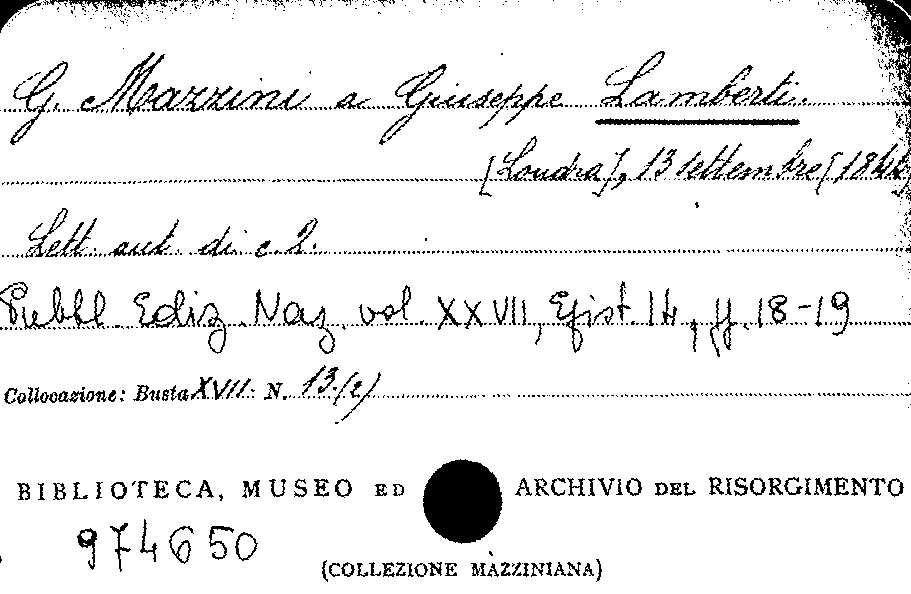 G. Mazzini a Giuseppe Lamberti.
[Londra], 13 settembre [1844]
Lett. aut. di c. 2.
Pubbl. Ediz. Naz. vol. XXVII, Epist. 14, pp. 18-19
Collocazione: Busta XVII. N. 13.(2)
BIBLIOTECA, MUSEO ED ARCHIVIO DEL RISORGIMENTO
974650
(COLLEZIONE MAZZINIANA)